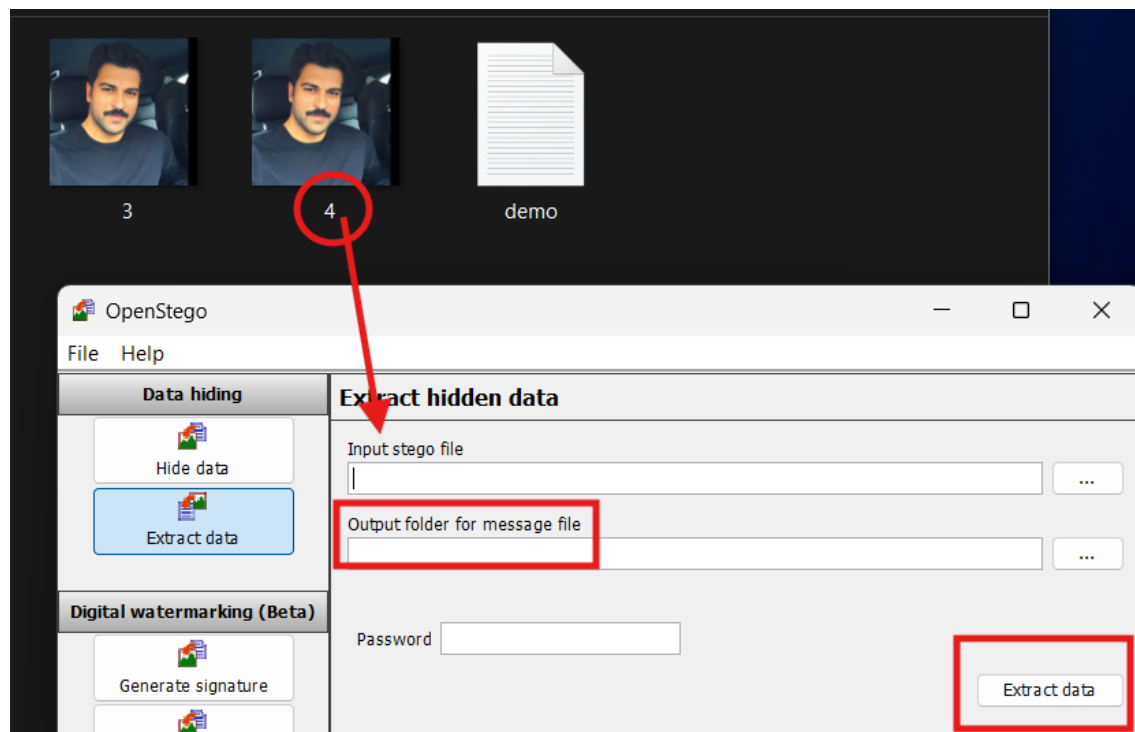 3
4
demo
OpenStego
File Help
Data hiding
Extract hidden data
Hide data
Input stego file
...
Extract data
Output folder for message file
...
Digital watermarking (Beta)
Password
Generate signature
Extract data